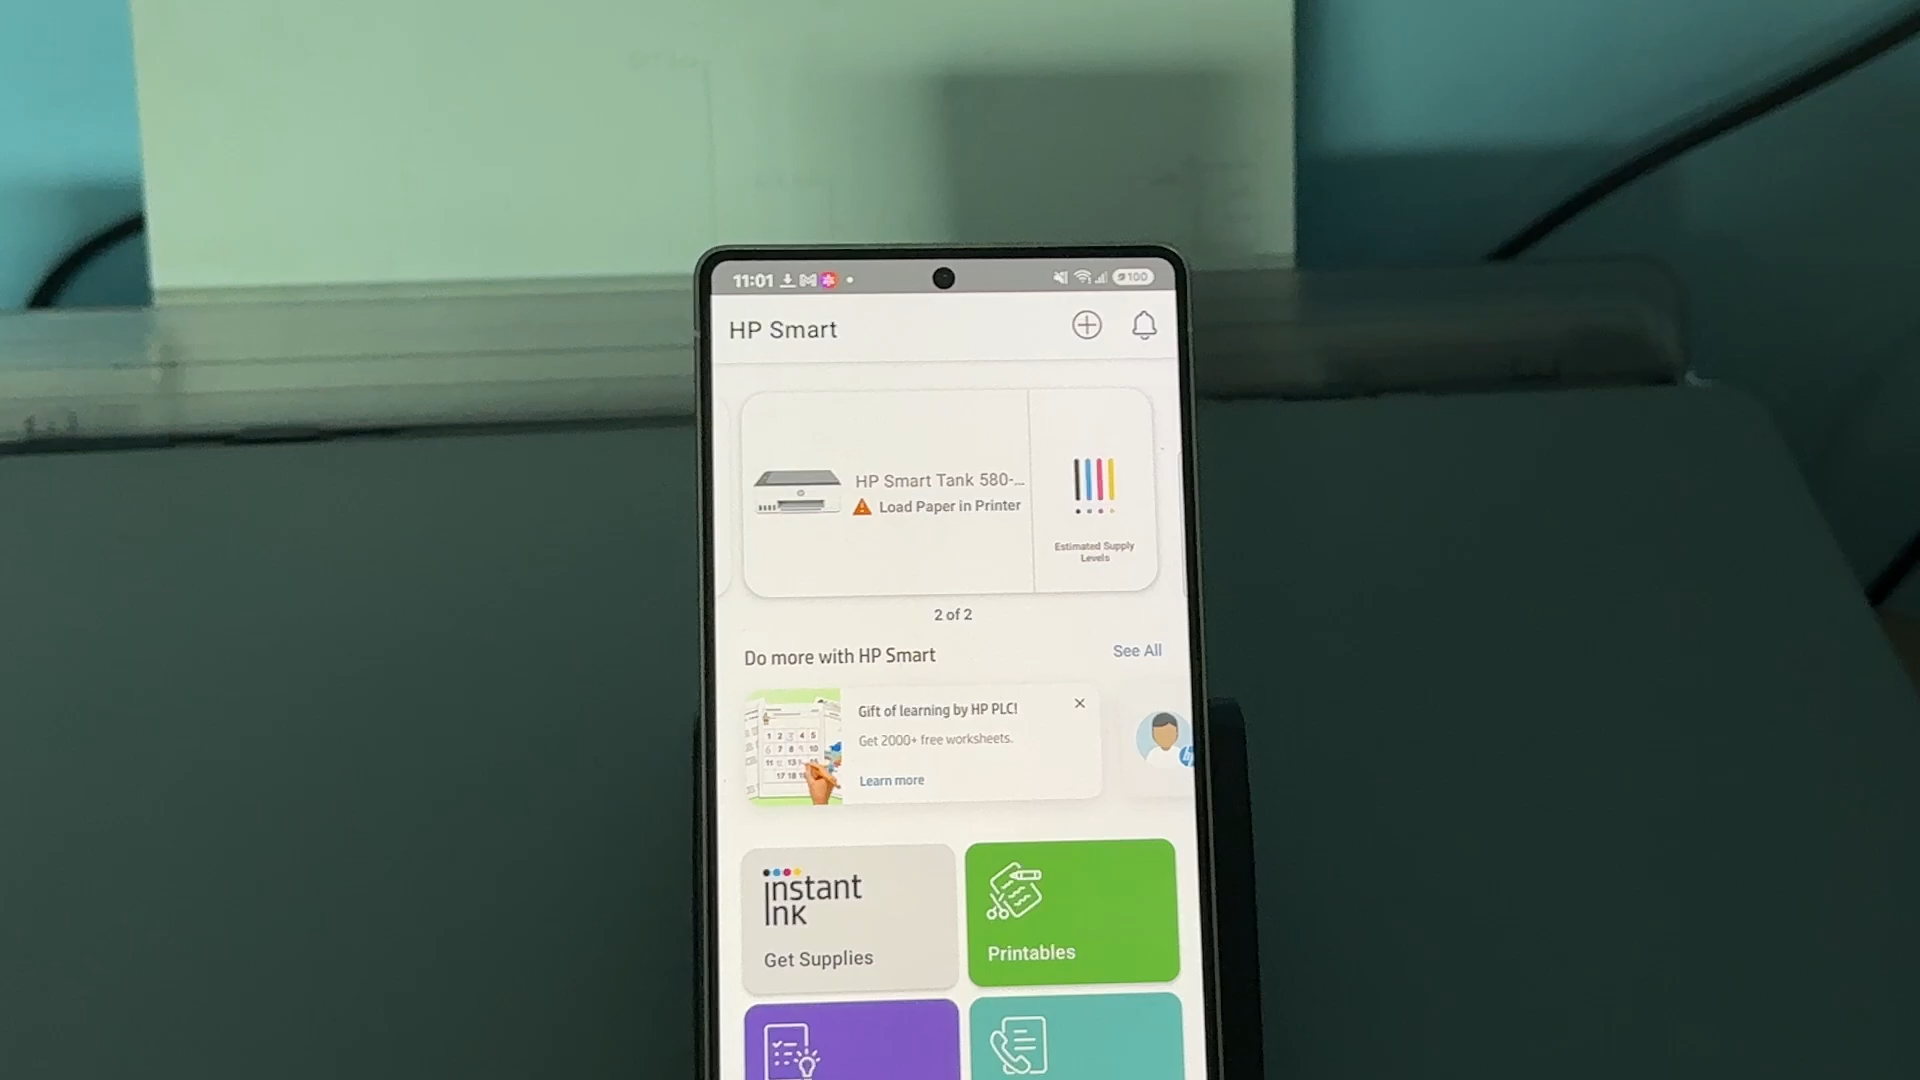 11:01
100
HP Smart
HP Smart Tank 580-...
Load Paper in Printer
Estimated Supply
Levels
2 of 2
Do more with HP Smart
See All
Gift of learning by HP PLC!
Get 2000+ free worksheets.
Learn more
instant
ink
Get Supplies
Printables